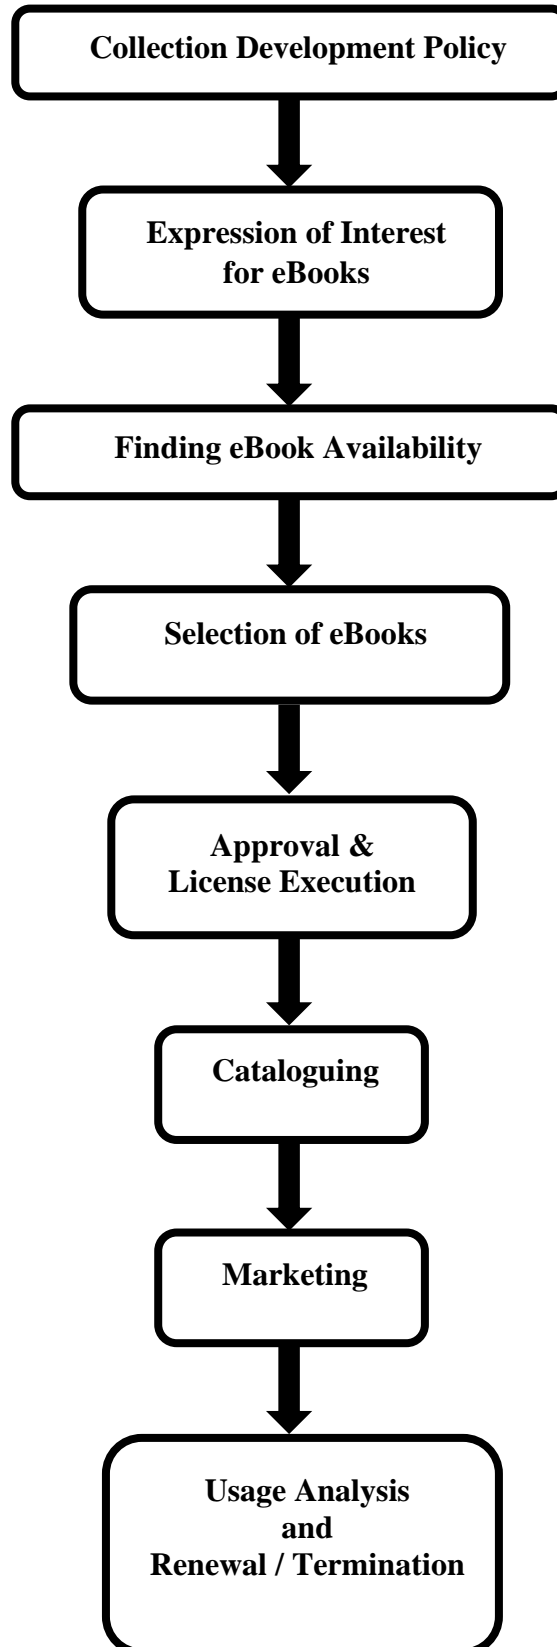 Collection Development Policy
Expression of Interest
for eBooks
Finding eBook Availability
Selection of eBooks
Approval &
License Execution
Cataloguing
Marketing
Usage Analysis
and
Renewal / Termination